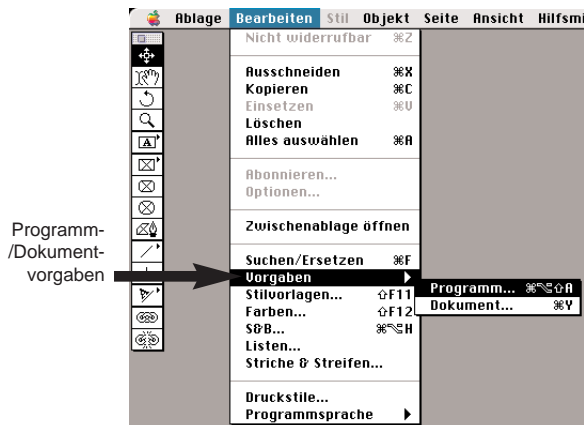 Ablage Bearbeiten Stil Objekt Seite Ansicht Hilfsmi
Nicht widerrufbar ⌘Z
Ausschneiden ⌘X
Kopieren ⌘C
Einsetzen ⌘V
Löschen
Alles auswählen ⌘A
Abonnieren...
Optionen...
Zwischenablage öffnen
Suchen/Ersetzen ⌘F
Vorgaben
Programm... ⌘⌥⇧A
Dokument... ⌘Y
Stilvorlagen... ⇧F11
Farben... ⇧F12
S&B... ⌘⌥H
Listen...
Striche & Streifen...
Druckstile...
Programmsprache
Programm-
/Dokument-
vorgaben